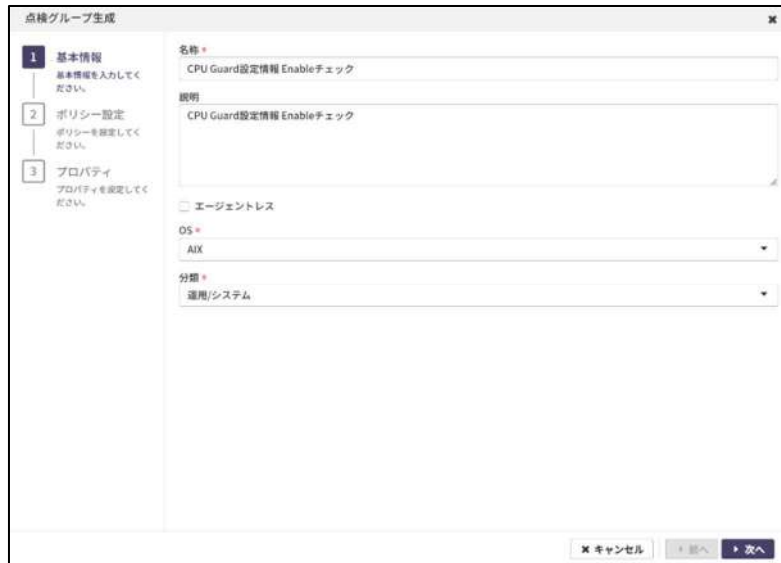 点検グループ生成
1 基本情報
基本情報を入力してく
ださい。
2 ポリシー設定
ポリシーを設定してく
ださい。
3 プロパティ
プロパティを設定してく
ださい。
名称 *
CPU Guard設定情報 Enableチェック
説明
CPU Guard設定情報 Enableチェック
エージェントレス
OS *
AIX
分類 *
運用/システム
キャンセル 前へ 次へ